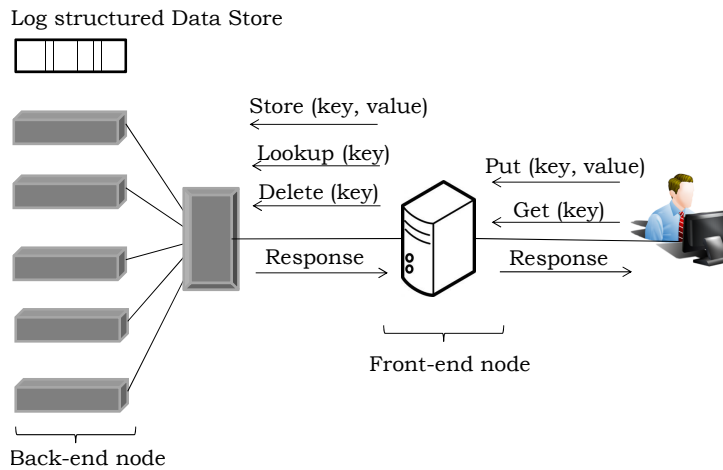 Log structured Data Store
Store (key, value)
Lookup (key)
Delete (key)
Response
Put (key, value)
Get (key)
Response
Front-end node
Back-end node